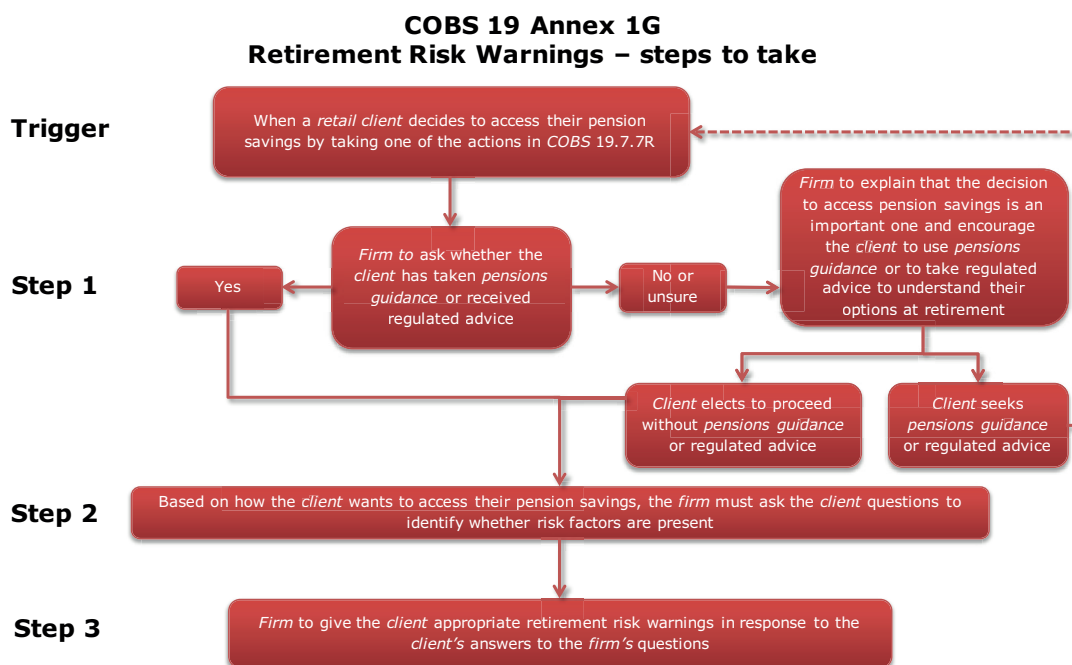 COBS 19 Annex 1G
Retirement Risk Warnings – steps to take
Trigger
When a retail client decides to access their pension
savings by taking one of the actions in COBS 19.7.7R
Step 1
Yes
Firm to ask whether the
client has taken pensions
guidance or received
regulated advice
No or
unsure
Firm to explain that the decision
to access pension savings is an
important one and encourage
the client to use pensions
guidance or to take regulated
advice to understand their
options at retirement
Client elects to proceed
without pensions guidance
or regulated advice
Client seeks
pensions guidance
or regulated advice
Step 2
Based on how the client wants to access their pension savings, the firm must ask the client questions to
identify whether risk factors are present
Step 3
Firm to give the client appropriate retirement risk warnings in response to the
client's answers to the firm's questions